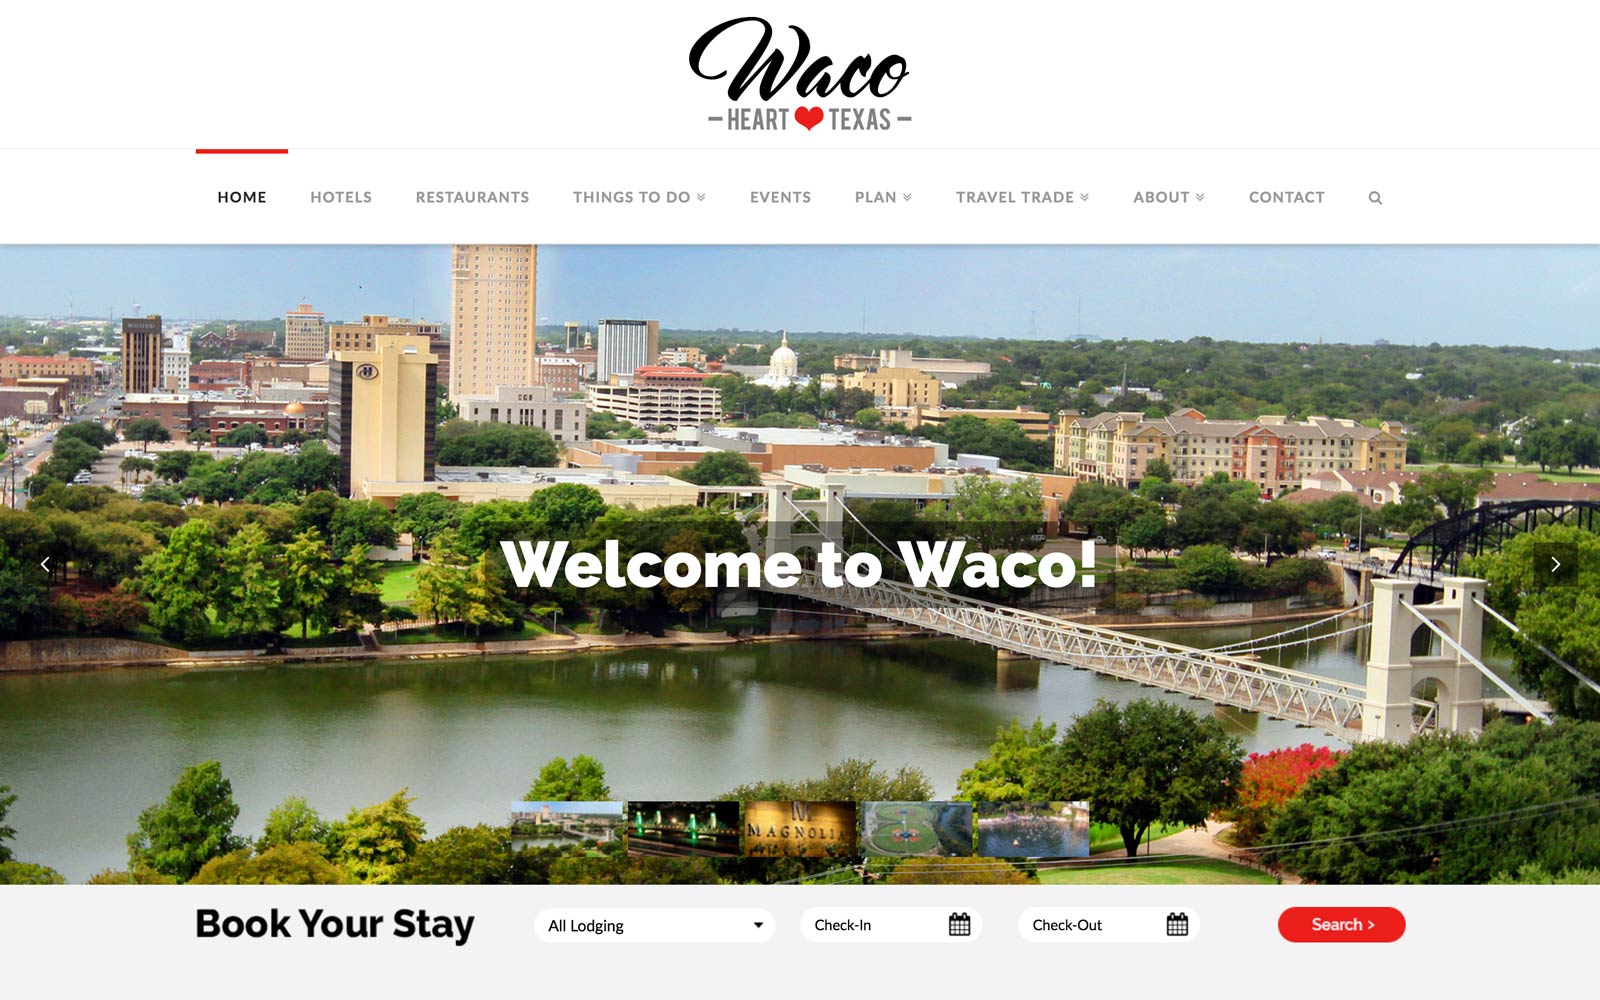 Waco
HEART TEXAS
HOME HOTELS RESTAURANTS THINGS TO DO EVENTS PLAN TRAVEL TRADE ABOUT CONTACT
H
Welcome to Waco!
M
MAGNOLIA
Book Your Stay All Lodging Check-In Check-Out Search >